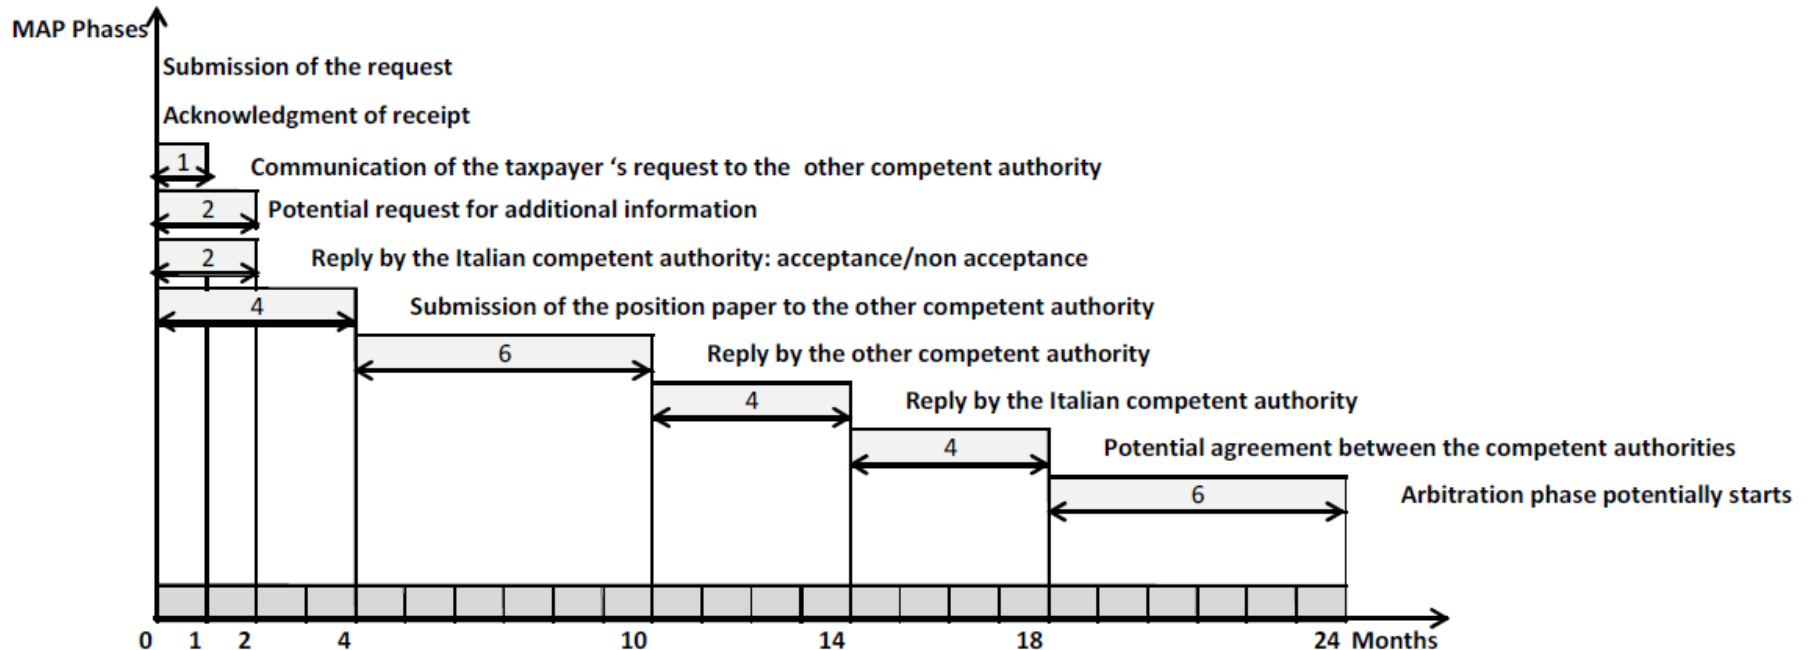 MAP Phases
Submission of the request
Acknowledgment of receipt
1 Communication of the taxpayer ‘s request to the other competent authority
2 Potential request for additional information
2 Reply by the Italian competent authority: acceptance/non acceptance
4 Submission of the position paper to the other competent authority
6 Reply by the other competent authority
4 Reply by the Italian competent authority
4 Potential agreement between the competent authorities
6 Arbitration phase potentially starts
0 1 2 4 10 14 18 24 Months